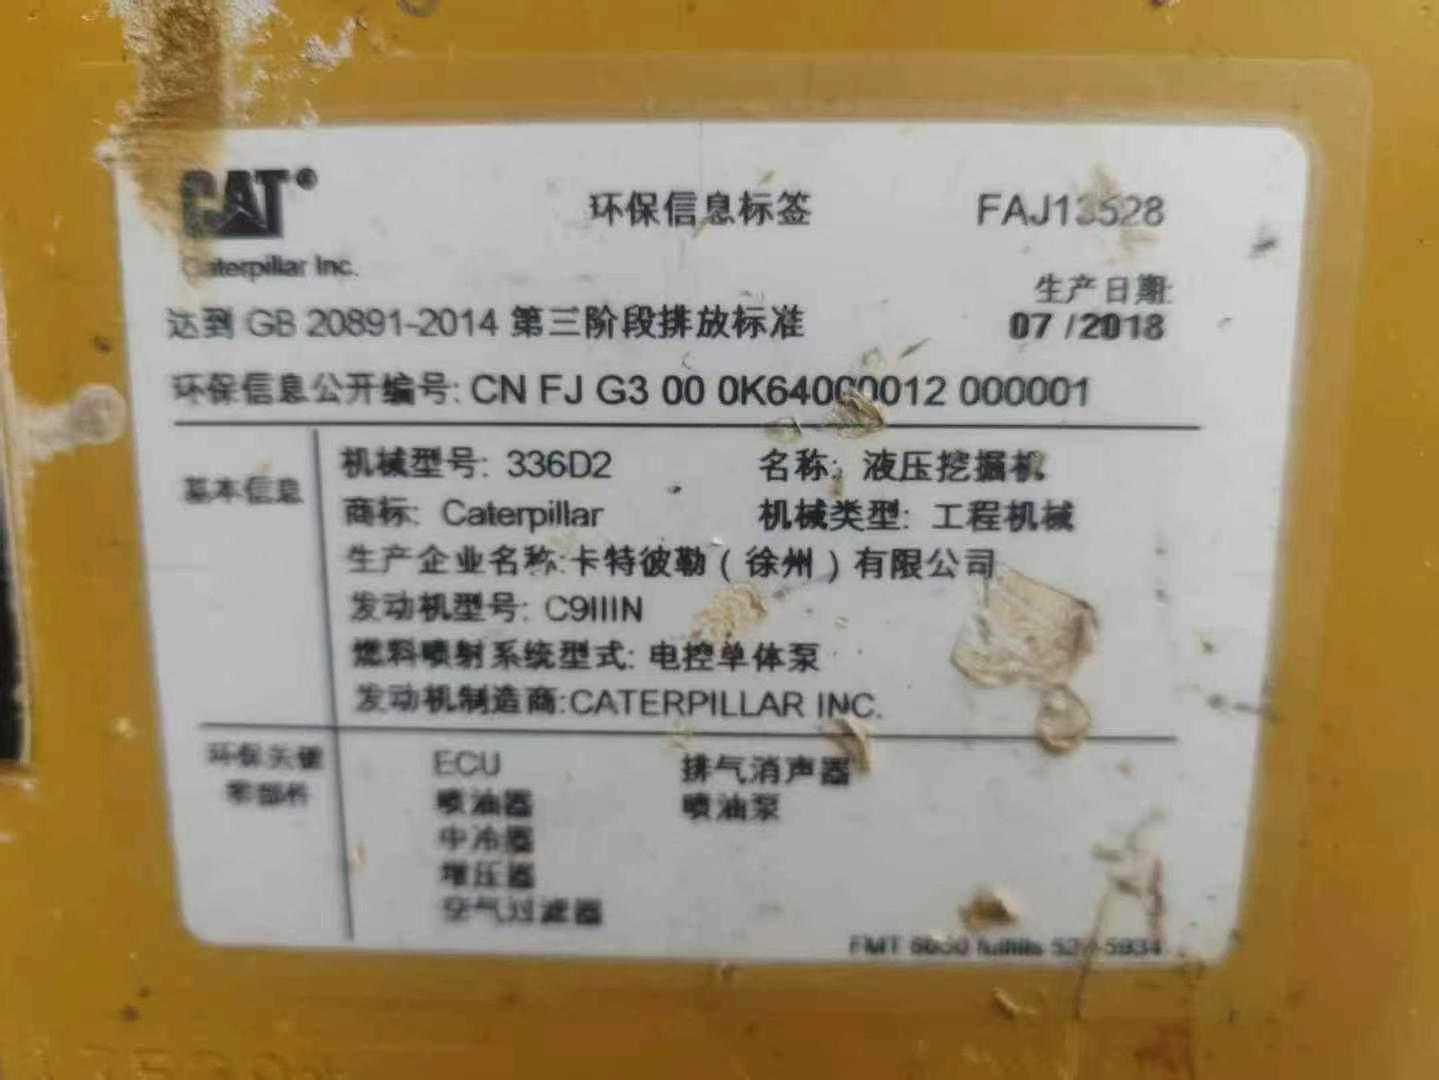 CAT
环保信息标签
FAJ13528
Caterpillar Inc.
生产日期:
达到 GB 20891-2014 第三阶段排放标准
07 /2018
环保信息公开编号: CN FJ G3 00 0K64000012 000001
基本信息
机械型号: 336D2
名称: 液压挖掘机
商标: Caterpillar
机械类型: 工程机械
生产企业名称:卡特彼勒(徐州)有限公司
发动机型号: C9IIIN
燃料喷射系统型式: 电控单体泵
发动机制造商:CATERPILLAR INC.
环保关键
零部件
ECU
排气消声器
喷油器
喷油泵
中冷器
增压器
空气过滤器
FMT